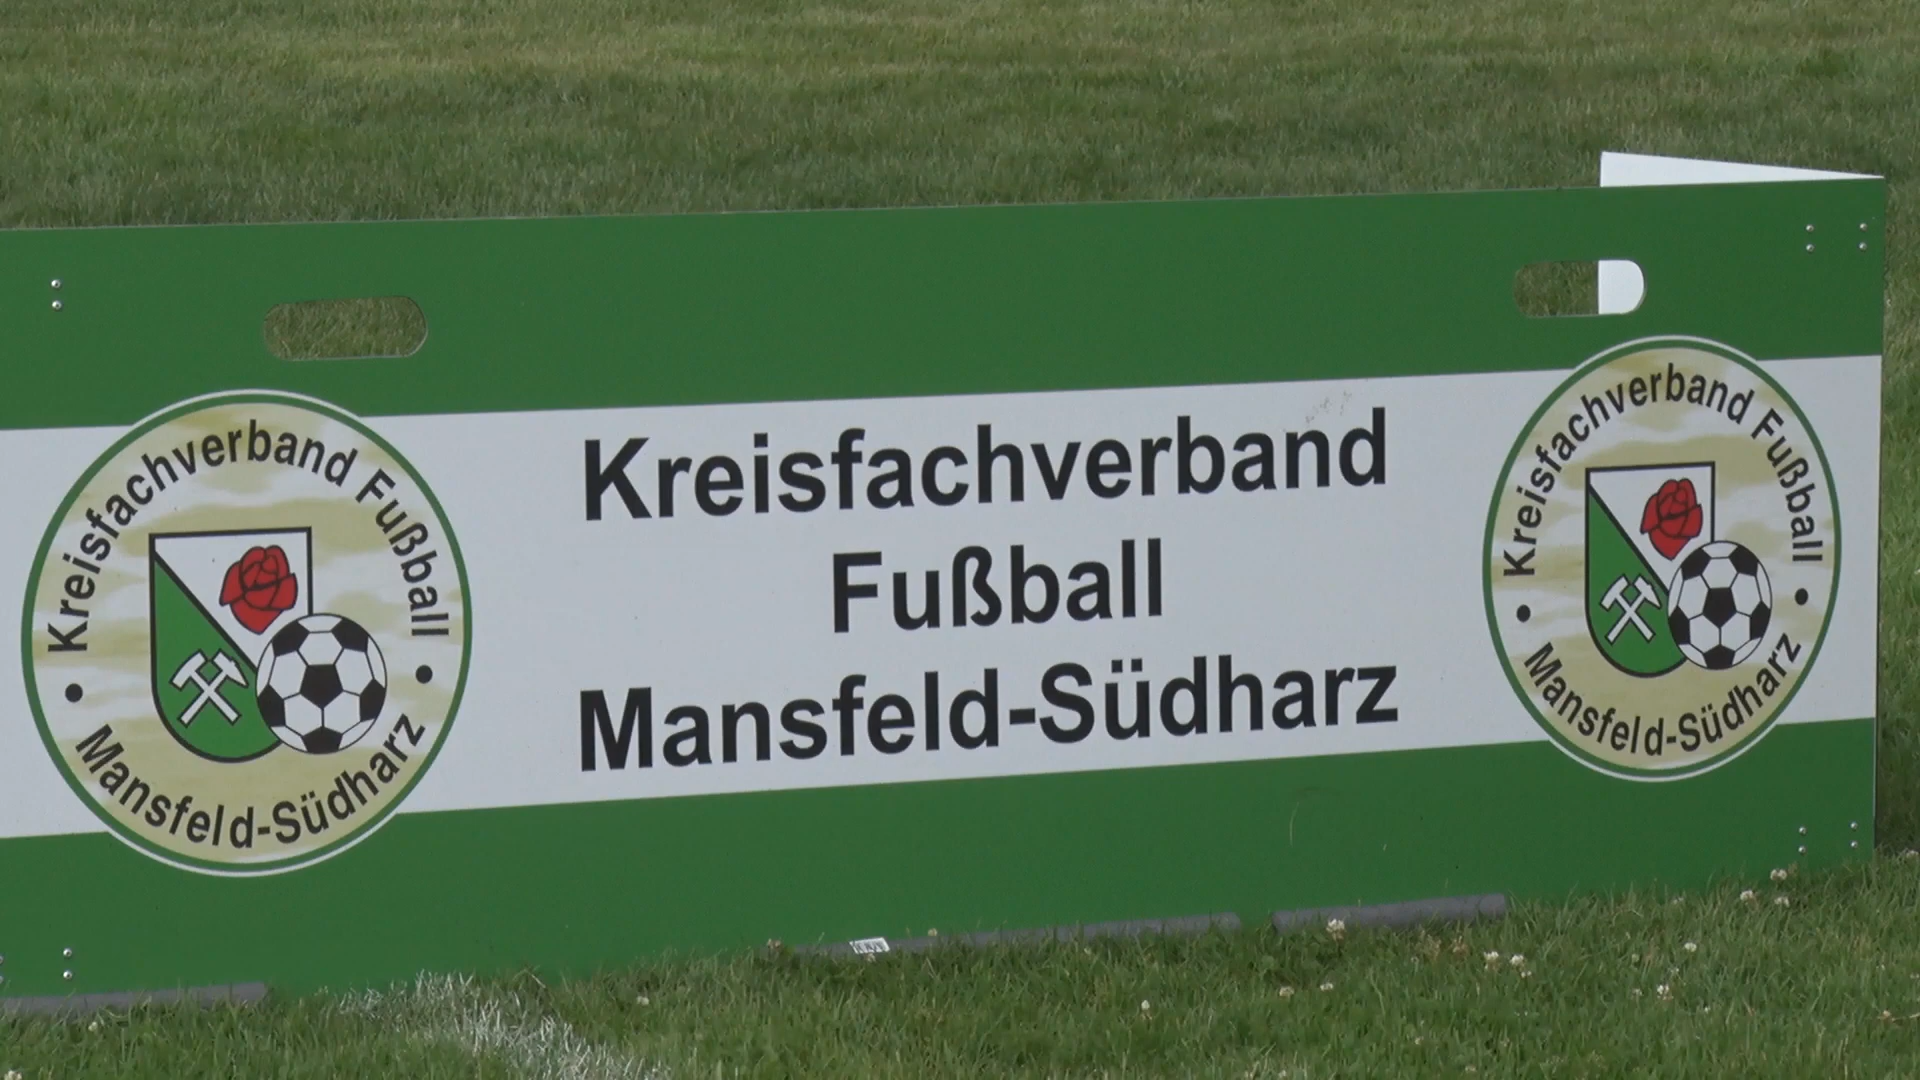 Kreisfachverband Fußball
• Mansfeld-Südharz •
Kreisfachverband
Fußball
Mansfeld-Südharz
Kreisfachverband Fußball
• Mansfeld-Südharz •